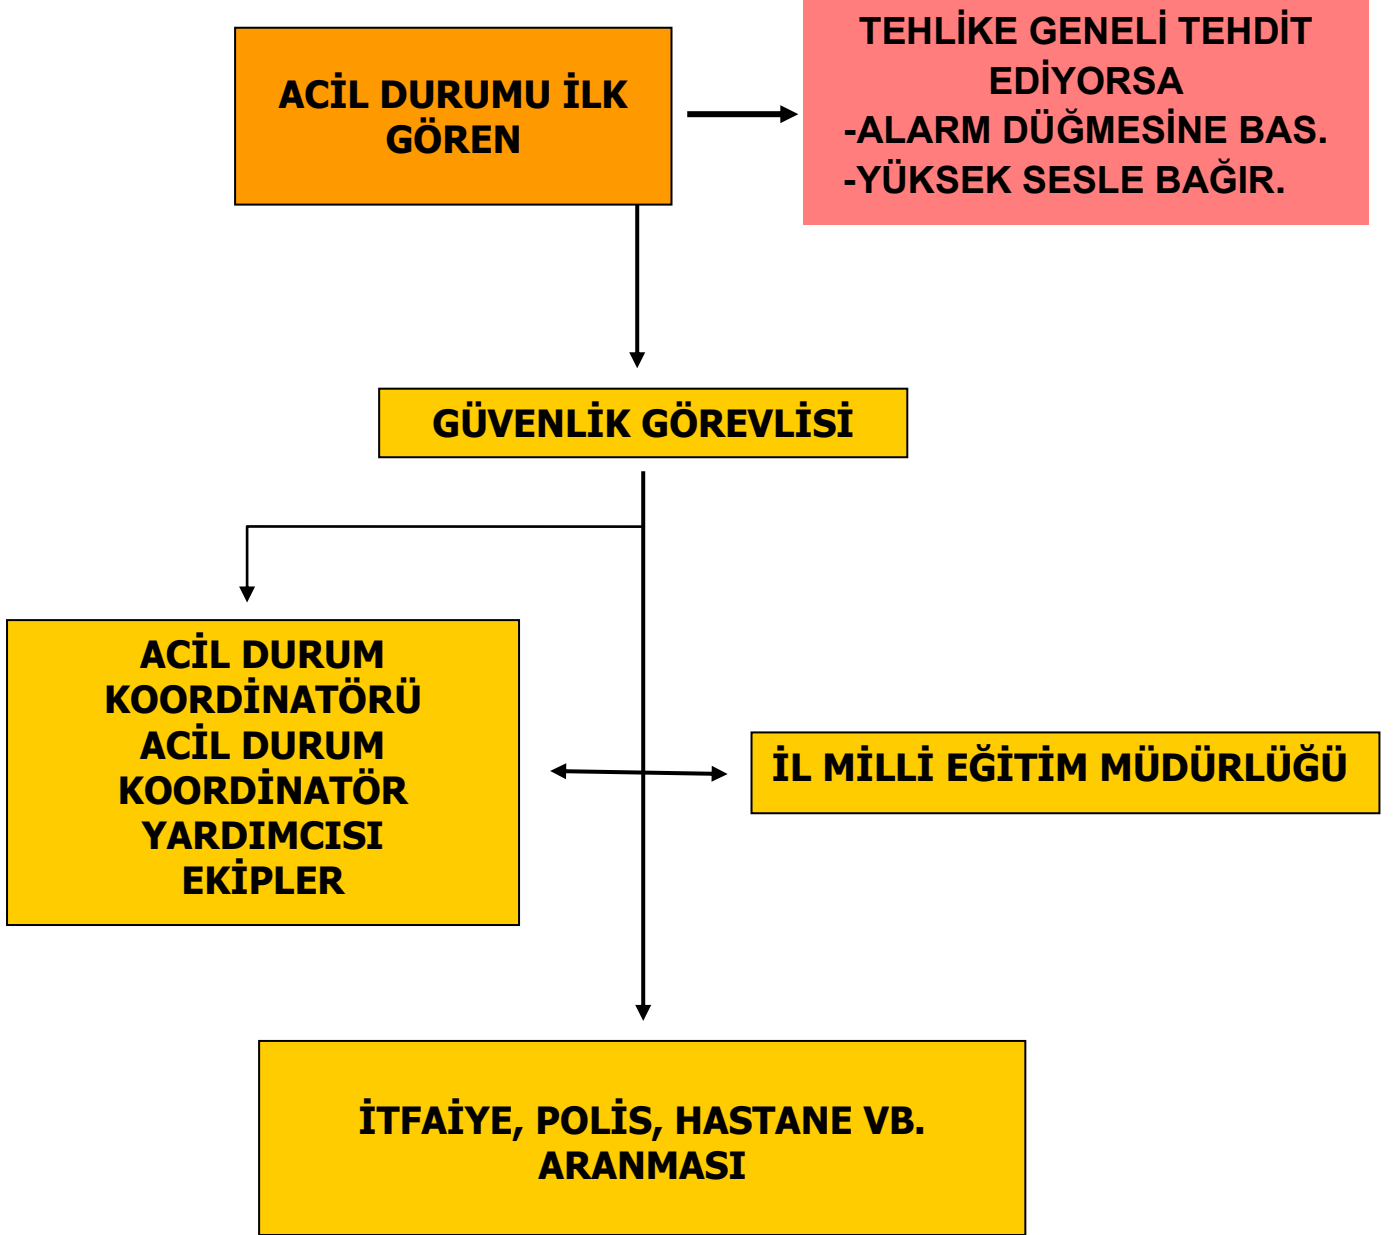 ACİL DURUMU İLK
GÖREN
TEHLİKE GENELİ TEHDİT
EDİYORSA
-ALARM DÜĞMESİNE BAS.
-YÜKSEK SESLE BAĞIR.
GÜVENLİK GÖREVLİSİ
ACİL DURUM
KOORDİNATÖRÜ
ACİL DURUM
KOORDİNATÖR
YARDIMCISI
EKİPLER
İL MİLLİ EĞİTİM MÜDÜRLÜĞÜ
İTFAİYE, POLİS, HASTANE VB.
ARANMASI